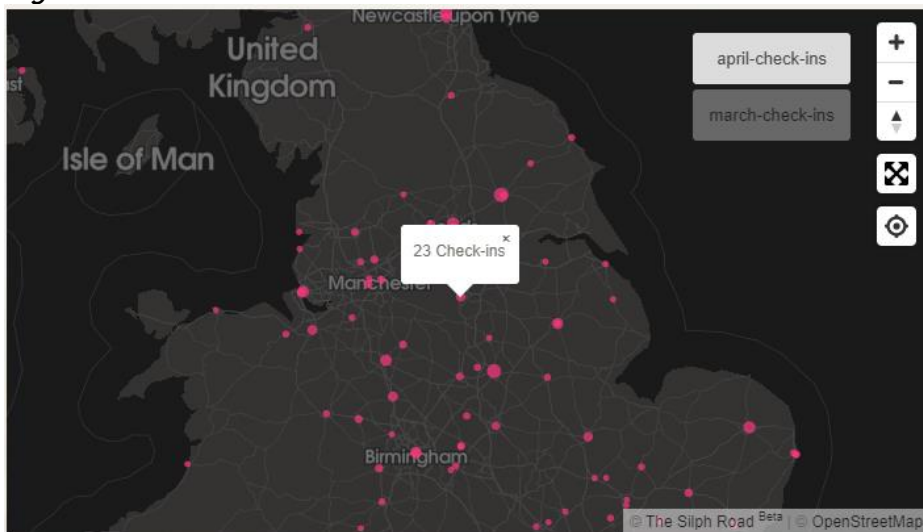 Newcastle upon Tyne
United
Kingdom
april-check-ins
march-check-ins
Isle of Man
23 Check-ins
Manchester
Birmingham
© The Silph Road Beta | © OpenStreetMap